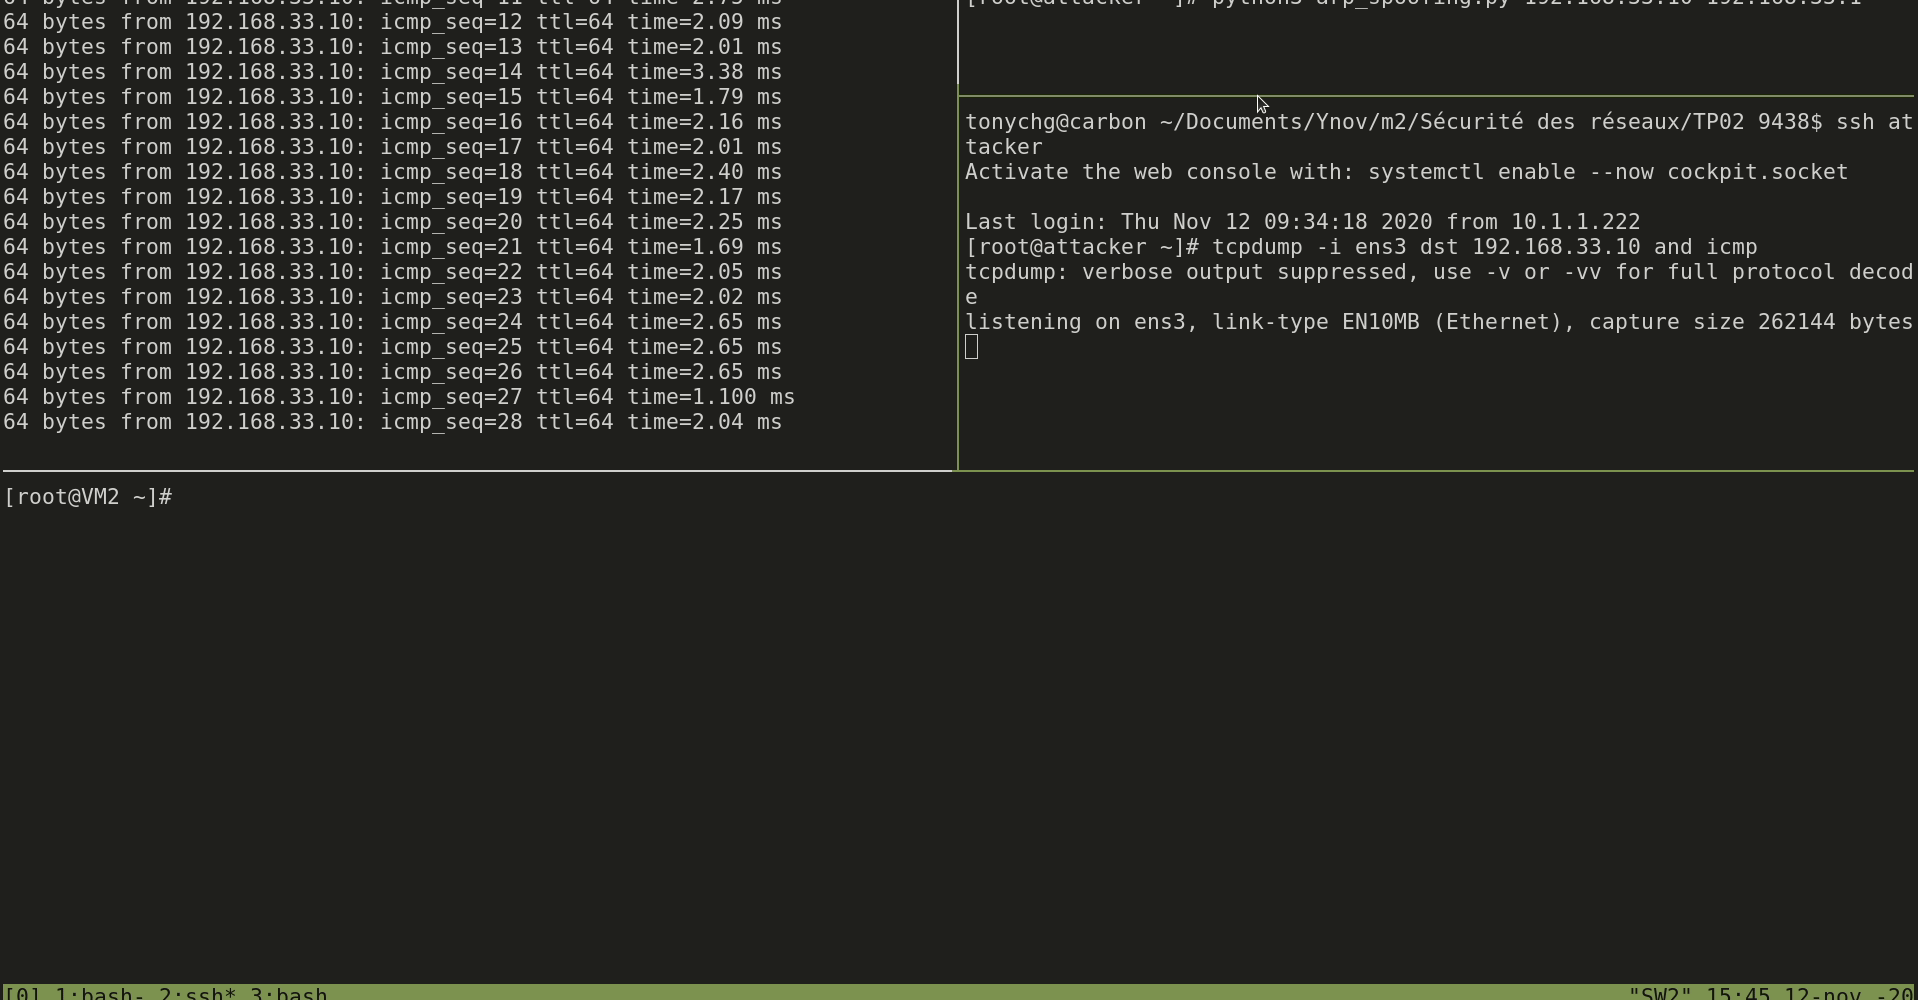 64 bytes from 192.168.33.10: icmp_seq=11 ttl=64 time=2.75 ms
64 bytes from 192.168.33.10: icmp_seq=12 ttl=64 time=2.09 ms
64 bytes from 192.168.33.10: icmp_seq=13 ttl=64 time=2.01 ms
64 bytes from 192.168.33.10: icmp_seq=14 ttl=64 time=3.38 ms
64 bytes from 192.168.33.10: icmp_seq=15 ttl=64 time=1.79 ms
64 bytes from 192.168.33.10: icmp_seq=16 ttl=64 time=2.16 ms
64 bytes from 192.168.33.10: icmp_seq=17 ttl=64 time=2.01 ms
64 bytes from 192.168.33.10: icmp_seq=18 ttl=64 time=2.40 ms
64 bytes from 192.168.33.10: icmp_seq=19 ttl=64 time=2.17 ms
64 bytes from 192.168.33.10: icmp_seq=20 ttl=64 time=2.25 ms
64 bytes from 192.168.33.10: icmp_seq=21 ttl=64 time=1.69 ms
64 bytes from 192.168.33.10: icmp_seq=22 ttl=64 time=2.05 ms
64 bytes from 192.168.33.10: icmp_seq=23 ttl=64 time=2.02 ms
64 bytes from 192.168.33.10: icmp_seq=24 ttl=64 time=2.65 ms
64 bytes from 192.168.33.10: icmp_seq=25 ttl=64 time=2.65 ms
64 bytes from 192.168.33.10: icmp_seq=26 ttl=64 time=2.65 ms
64 bytes from 192.168.33.10: icmp_seq=27 ttl=64 time=1.100 ms
64 bytes from 192.168.33.10: icmp_seq=28 ttl=64 time=2.04 ms
[root@attacker ~]# python3 arp_spoofing.py 192.168.33.10 192.168.33.1
tonychg@carbon ~/Documents/Ynov/m2/Sécurité des réseaux/TP02 9438$ ssh at
tacker
Activate the web console with: systemctl enable --now cockpit.socket
Last login: Thu Nov 12 09:34:18 2020 from 10.1.1.222
[root@attacker ~]# tcpdump -i ens3 dst 192.168.33.10 and icmp
tcpdump: verbose output suppressed, use -v or -vv for full protocol decod
e
listening on ens3, link-type EN10MB (Ethernet), capture size 262144 bytes
[root@VM2 ~]#
[0] 1:bash- 2:ssh* 3:bash
"SW2" 15:45 12-nov -20